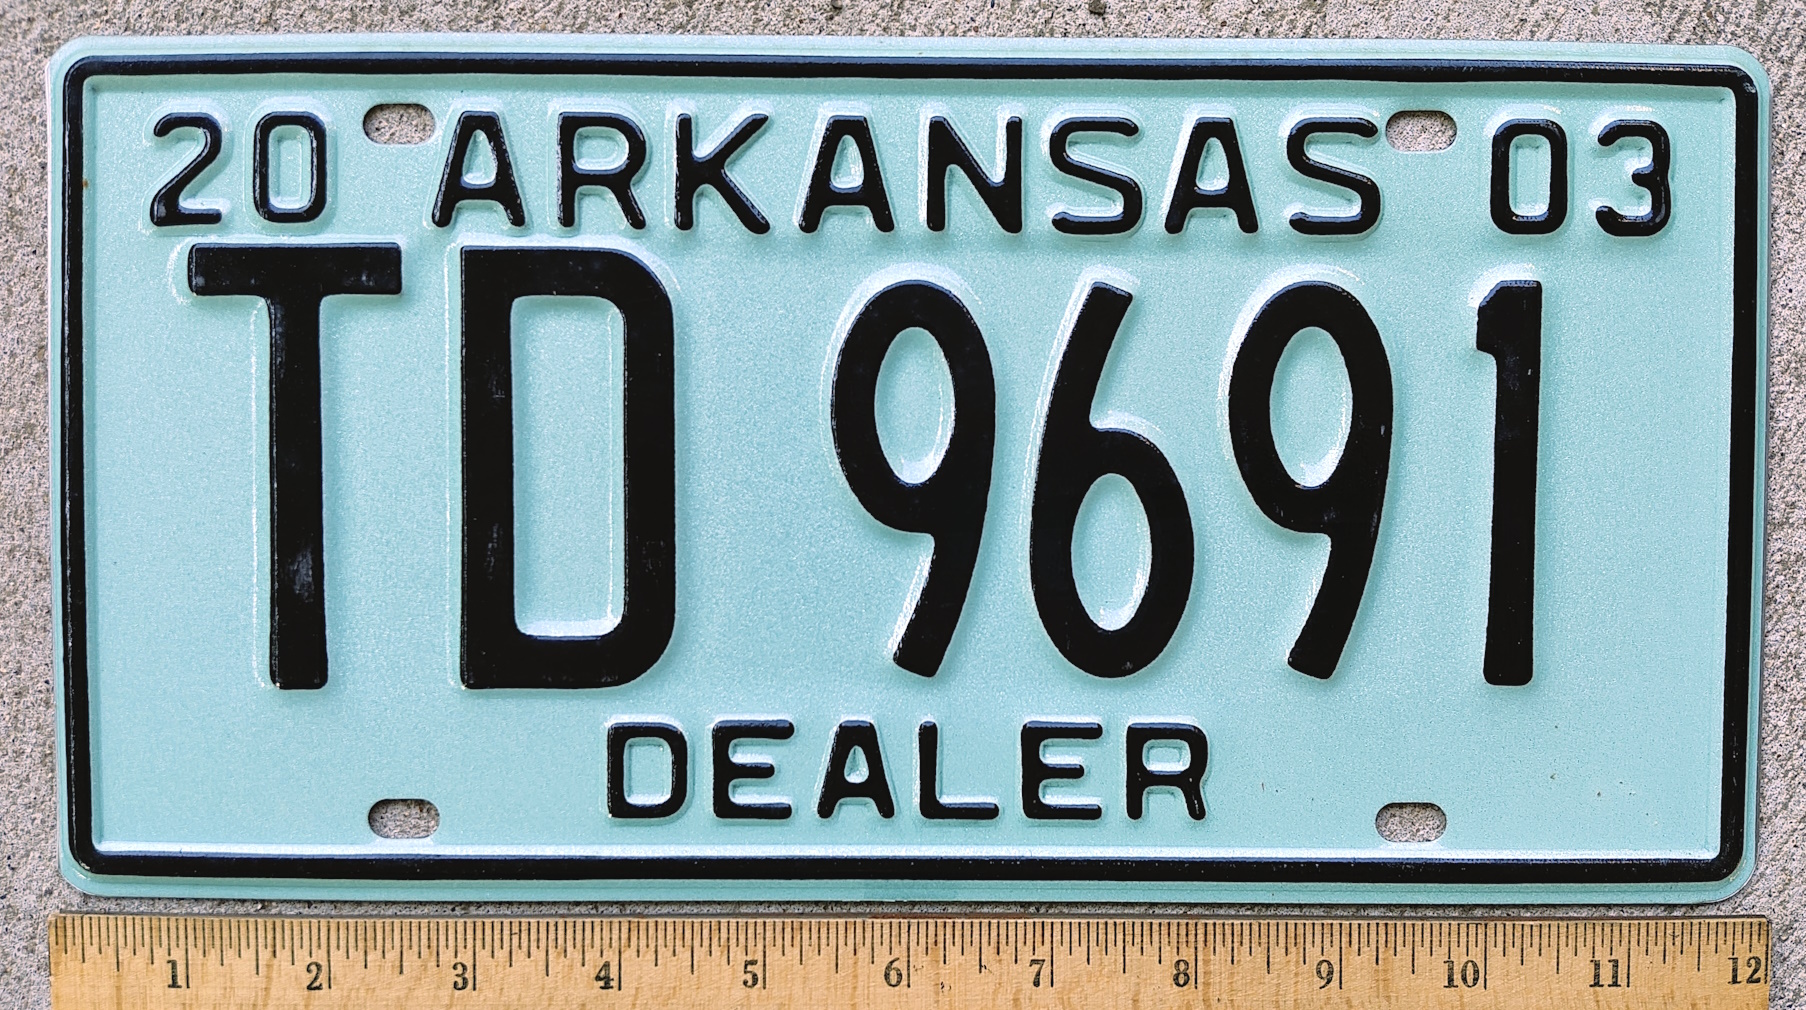 20 ARKANSAS 03
TD 9691
DEALER
1 2 3 4 5 6 7 8 9 10 11 12